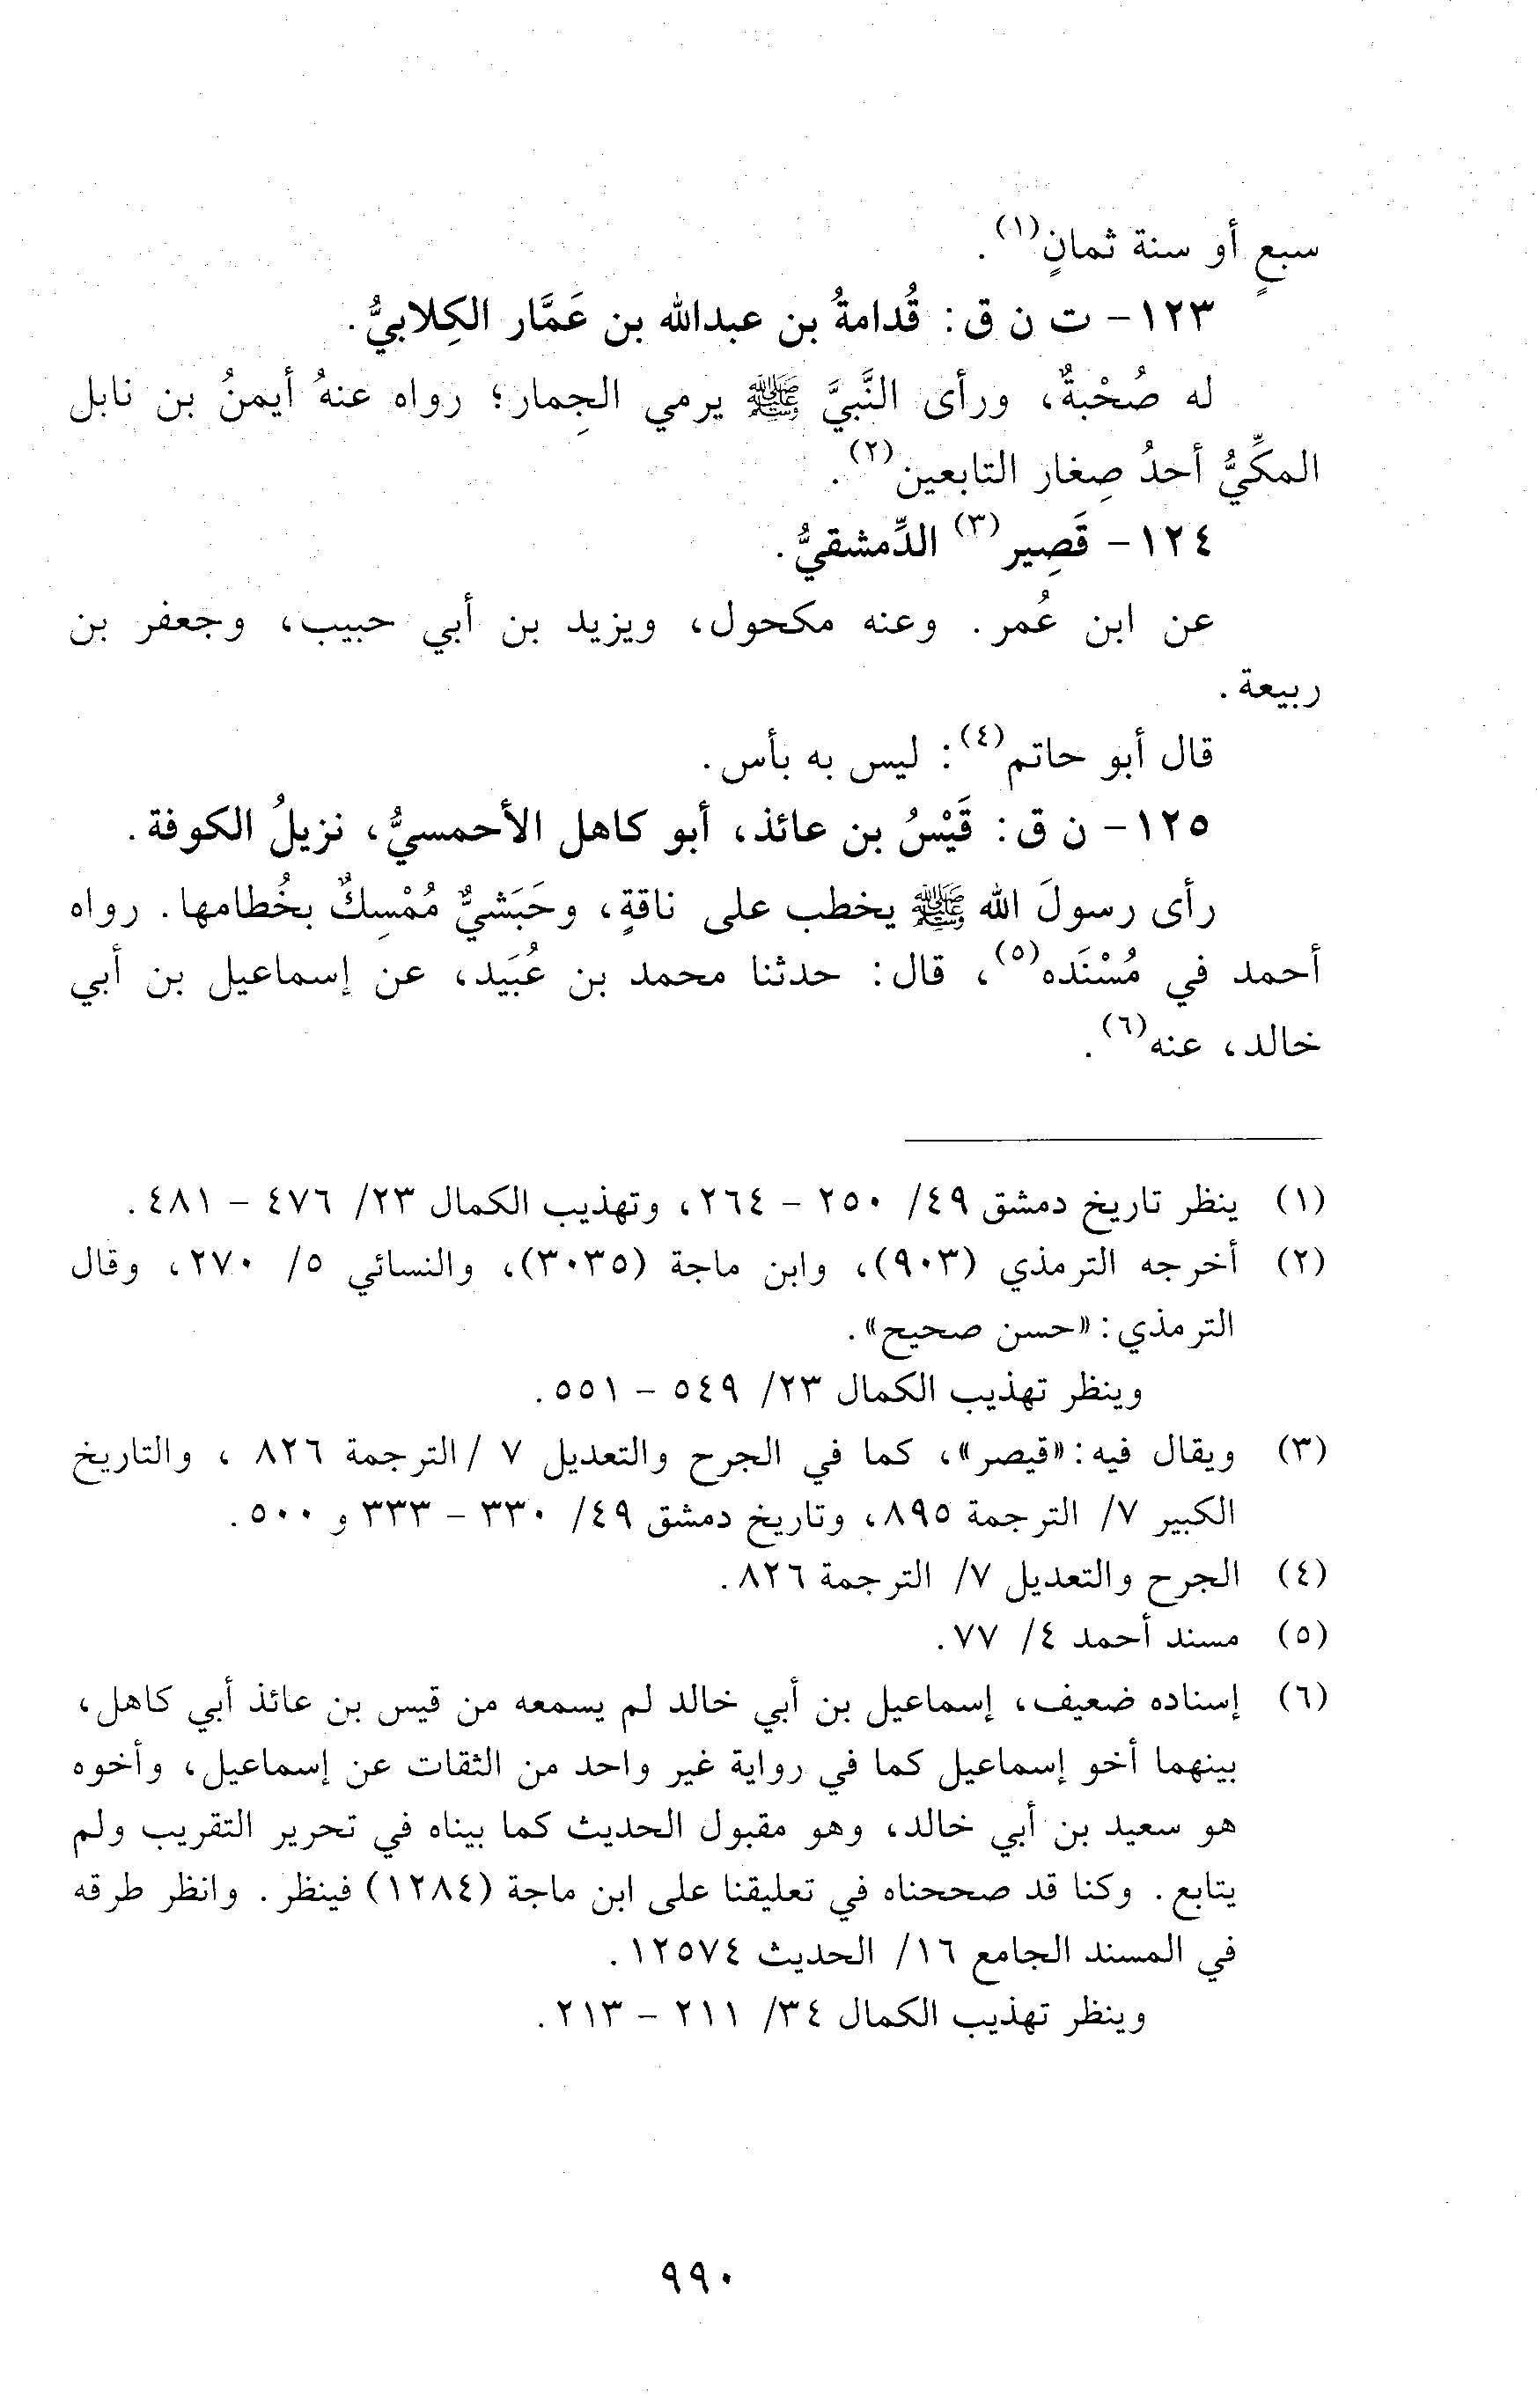 سبعٍ أو سنة ثمانٍ(١).
١٢٣- ت ن ق: قُدامةُ بن عبدالله بن عَمَّار الكِلابيُّ.
له صُحْبةٌ، ورأى النَّبيَّ ﷺ يرمي الجِمار؛ رواه عنهُ أيمنُ بن نابل
المكِّيُّ أحدُ صِغار التابعين(٢).
١٢٤- قَصِير(٣) الدِّمشقيُّ.
عن ابن عُمر. وعنه مكحول، ويزيد بن أبي حبيب، وجعفر بن
ربيعة.
قال أبو حاتم(٤): ليس به بأس.
١٢٥- ن ق: قَيْسُ بن عائذ، أبو كاهل الأحمسيُّ، نزيلُ الكوفة.
رأى رسولَ الله ﷺ يخطب على ناقةٍ، وحَبَشيٌّ مُمْسِكٌ بخُطامها. رواه
أحمد في مُسْنَده(٥)، قال: حدثنا محمد بن عُبَيد، عن إسماعيل بن أبي
خالد، عنه(٦).
(١) ينظر تاريخ دمشق ٤٩/ ٢٥٠ - ٢٦٤، وتهذيب الكمال ٢٣/ ٤٧٦ - ٤٨١.
(٢) أخرجه الترمذي (٩٠٣)، وابن ماجة (٣٠٣٥)، والنسائي ٥/ ٢٧٠، وقال
الترمذي: «حسن صحيح».
وينظر تهذيب الكمال ٢٣/ ٥٤٩ - ٥٥١.
(٣) ويقال فيه: «قيصر»، كما في الجرح والتعديل ٧ /الترجمة ٨٢٦ ، والتاريخ
الكبير ٧/ الترجمة ٨٩٥، وتاريخ دمشق ٤٩/ ٣٣٠ - ٣٣٣ و ٥٠٠.
(٤) الجرح والتعديل ٧/ الترجمة ٨٢٦.
(٥) مسند أحمد ٤/ ٧٧.
(٦) إسناده ضعيف، إسماعيل بن أبي خالد لم يسمعه من قيس بن عائذ أبي كاهل،
بينهما أخو إسماعيل كما في رواية غير واحد من الثقات عن إسماعيل، وأخوه
هو سعيد بن أبي خالد، وهو مقبول الحديث كما بيناه في تحرير التقريب ولم
يتابع. وكنا قد صححناه في تعليقنا على ابن ماجة (١٢٨٤) فينظر. وانظر طرقه
في المسند الجامع ١٦/ الحديث ١٢٥٧٤.
وينظر تهذيب الكمال ٣٤/ ٢١١ - ٢١٣.
٩٩٠